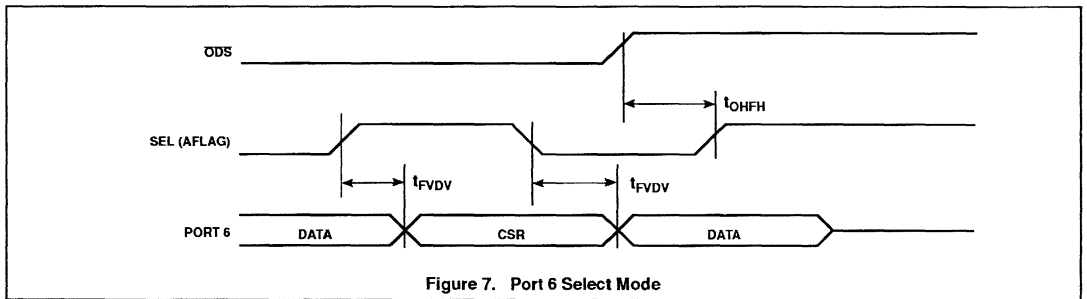 ODS
tOHFH
SEL (AFLAG)
tFVDV
tFVDV
PORT 6
DATA
CSR
DATA
Figure 7. Port 6 Select Mode